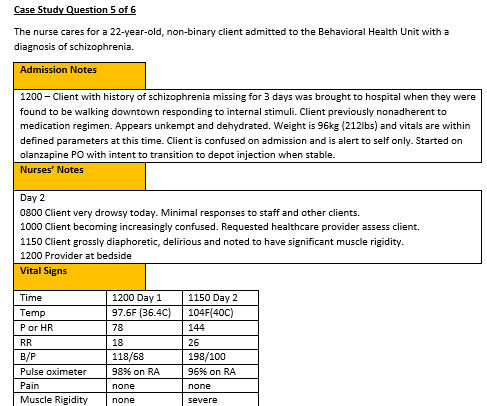 Case Study Question 5 of 6
The nurse cares for a 22-year-old, non-binary client admitted to the Behavioral Health Unit with a
diagnosis of schizophrenia.
Admission Notes
1200 – Client with history of schizophrenia missing for 3 days was brought to hospital when they were
found to be walking downtown responding to internal stimuli. Client previously nonadherent to
medication regimen. Appears unkempt and dehydrated. Weight is 96kg (212lbs) and vitals are within
defined parameters at this time. Client is confused on admission and is alert to self only. Started on
olanzapine PO with intent to transition to depot injection when stable.
Nurses' Notes
Day 2
0800 Client very drowsy today. Minimal responses to staff and other clients.
1000 Client becoming increasingly confused. Requested healthcare provider assess client.
1150 Client grossly diaphoretic, delirious and noted to have significant muscle rigidity.
1200 Provider at bedside
Vital Signs
Time 1200 Day 1 1150 Day 2
Temp 97.6F (36.4C) 104F(40C)
P or HR 78 144
RR 18 26
B/P 118/68 198/100
Pulse oximeter 98% on RA 96% on RA
Pain none none
Muscle Rigidity none severe